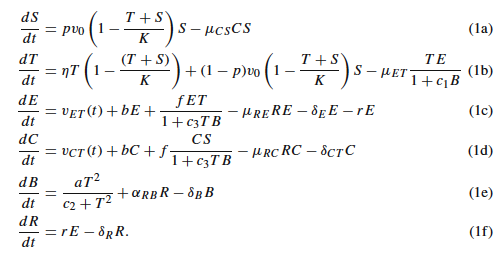 dS/dt = pυ₀ (1 − (T + S)/K) S − μ_CS CS (1a)
dT/dt = ηT (1 − (T + S)/K) + (1 − p)υ₀ (1 − (T + S)/K) S − μ_ET · TE/(1 + c₁B) (1b)
dE/dt = υ_ET(t) + bE + fET/(1 + c₃TB) − μ_RE RE − δ_E E − rE (1c)
dC/dt = υ_CT(t) + bC + f · CS/(1 + c₃TB) − μ_RC RC − δ_CT C (1d)
dB/dt = aT²/(c₂ + T²) + α_RB R − δ_B B (1e)
dR/dt = rE − δ_R R. (1f)